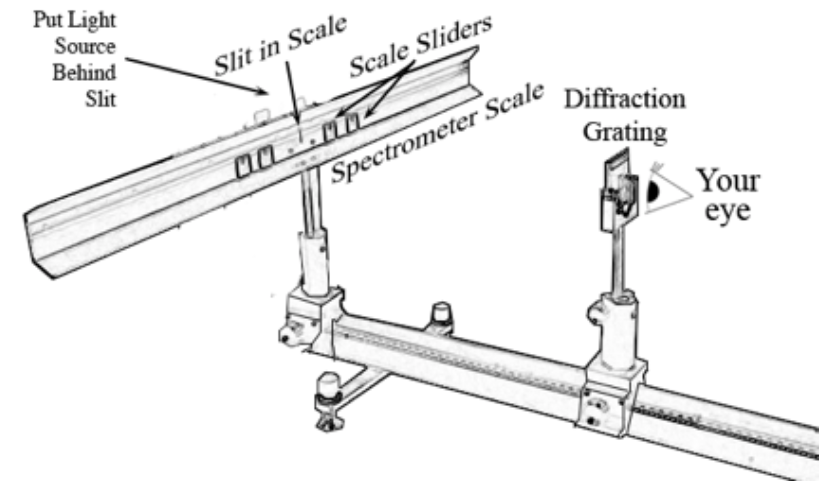 Put Light
Source
Behind
Slit
Slit in Scale
Scale Sliders
Spectrometer Scale
Diffraction
Grating
Your
eye